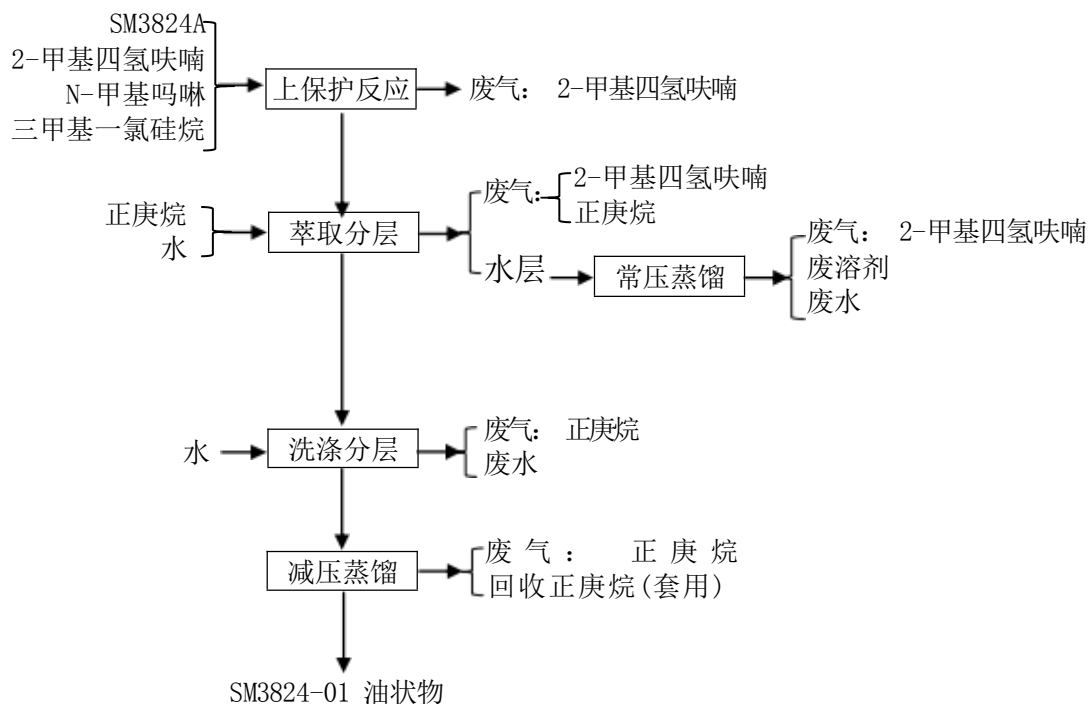 SM3824A
2-甲基四氢呋喃
N-甲基吗啉
三甲基一氯硅烷
上保护反应
废气: 2-甲基四氢呋喃
正庚烷
水
萃取分层
废气:
2-甲基四氢呋喃
正庚烷
水层
常压蒸馏
废气: 2-甲基四氢呋喃
废溶剂
废水
水
洗涤分层
废气: 正庚烷
废水
减压蒸馏
废气: 正庚烷
回收正庚烷(套用)
SM3824-01 油状物